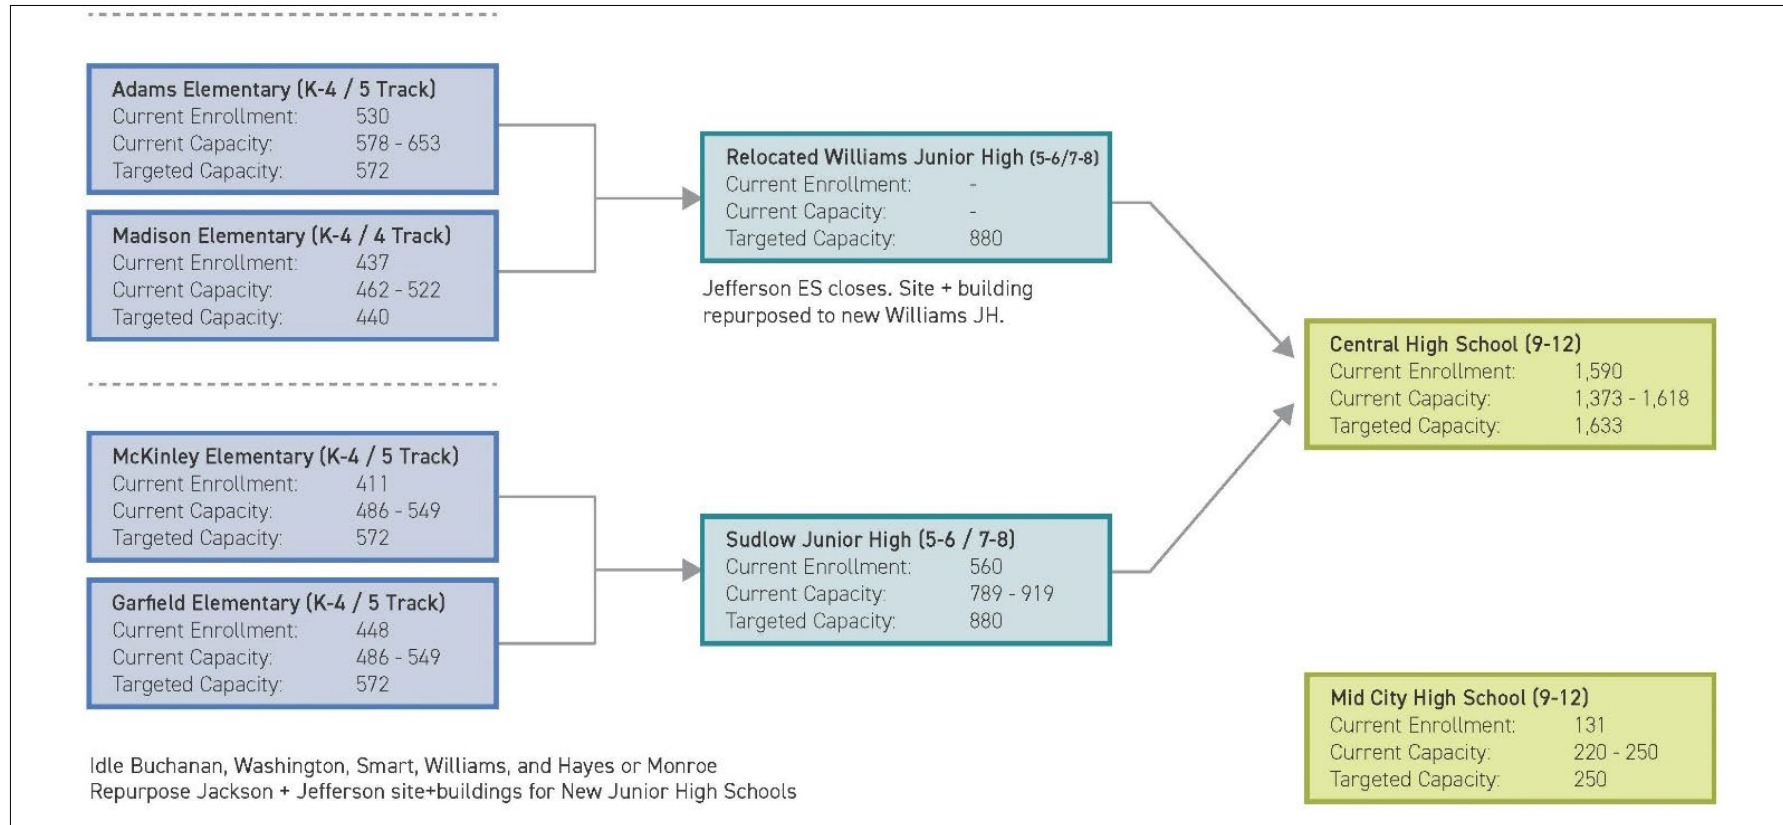 Adams Elementary (K-4 / 5 Track)
Current Enrollment: 530
Current Capacity: 578 - 653
Targeted Capacity: 572
Madison Elementary (K-4 / 4 Track)
Current Enrollment: 437
Current Capacity: 462 - 522
Targeted Capacity: 440
Relocated Williams Junior High (5-6/7-8)
Current Enrollment: -
Current Capacity: -
Targeted Capacity: 880
Jefferson ES closes. Site + building
repurposed to new Williams JH.
Central High School (9-12)
Current Enrollment: 1,590
Current Capacity: 1,373 - 1,618
Targeted Capacity: 1,633
McKinley Elementary (K-4 / 5 Track)
Current Enrollment: 411
Current Capacity: 486 - 549
Targeted Capacity: 572
Garfield Elementary (K-4 / 5 Track)
Current Enrollment: 448
Current Capacity: 486 - 549
Targeted Capacity: 572
Sudlow Junior High (5-6 / 7-8)
Current Enrollment: 560
Current Capacity: 789 - 919
Targeted Capacity: 880
Mid City High School (9-12)
Current Enrollment: 131
Current Capacity: 220 - 250
Targeted Capacity: 250
Idle Buchanan, Washington, Smart, Williams, and Hayes or Monroe
Repurpose Jackson + Jefferson site+buildings for New Junior High Schools